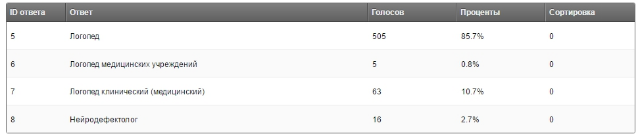 ID ответа Ответ Голосов Проценты Сортировка
5 Логопед 505 85.7% 0
6 Логопед медицинских учреждений 5 0.8% 0
7 Логопед клинический (медицинский) 63 10.7% 0
8 Нейродефектолог 16 2.7% 0